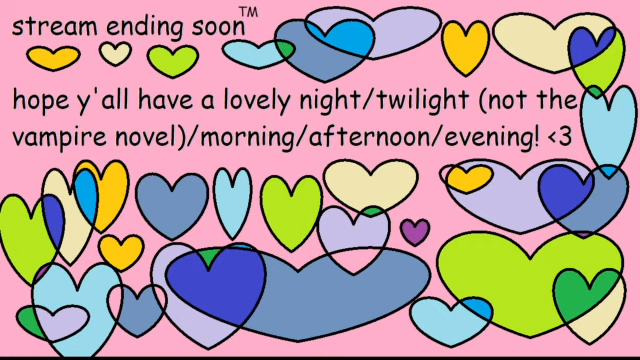 stream ending soon™
hope y'all have a lovely night/twilight (not the
vampire novel)/morning/afternoon/evening! <3